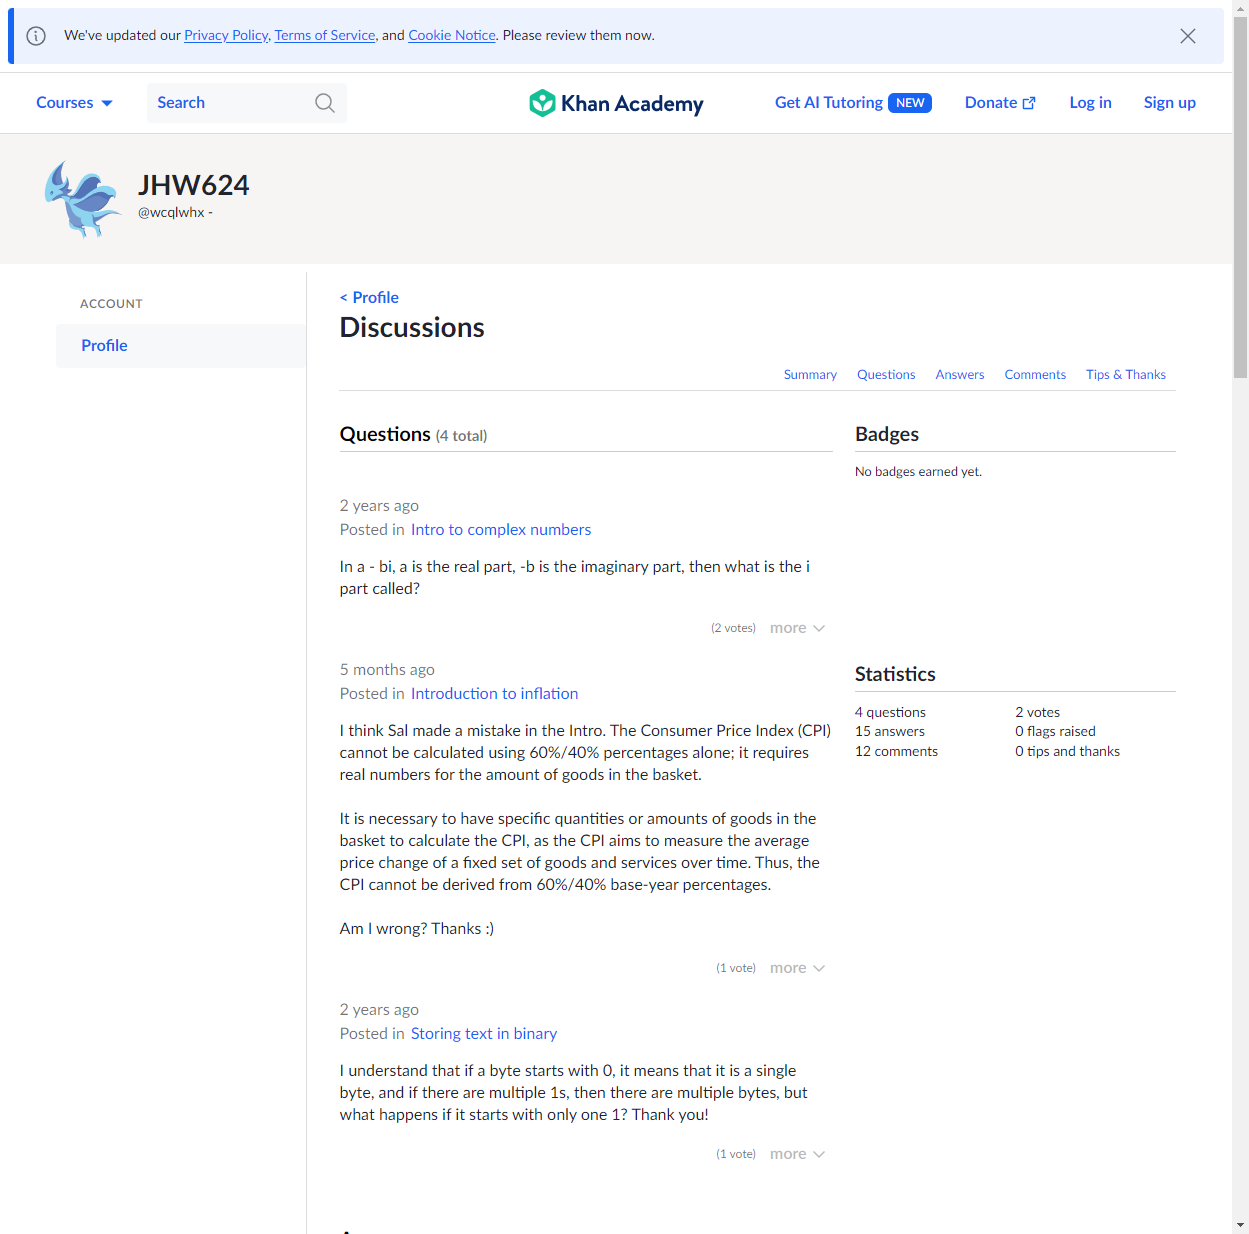 We've updated our Privacy Policy, Terms of Service, and Cookie Notice. Please review them now.
Courses
Search
Khan Academy
Get AI Tutoring NEW
Donate
Log in
Sign up
JHW624
@wcqlwhx -
ACCOUNT
Profile
< Profile
Discussions
Summary
Questions
Answers
Comments
Tips & Thanks
Questions (4 total)
2 years ago
Posted in Intro to complex numbers
In a - bi, a is the real part, -b is the imaginary part, then what is the i
part called?
(2 votes)
more
5 months ago
Posted in Introduction to inflation
I think Sal made a mistake in the Intro. The Consumer Price Index (CPI)
cannot be calculated using 60%/40% percentages alone; it requires
real numbers for the amount of goods in the basket.
It is necessary to have specific quantities or amounts of goods in the
basket to calculate the CPI, as the CPI aims to measure the average
price change of a fixed set of goods and services over time. Thus, the
CPI cannot be derived from 60%/40% base-year percentages.
Am I wrong? Thanks :)
(1 vote)
more
2 years ago
Posted in Storing text in binary
I understand that if a byte starts with 0, it means that it is a single
byte, and if there are multiple 1s, then there are multiple bytes, but
what happens if it starts with only one 1? Thank you!
(1 vote)
more
Badges
No badges earned yet.
Statistics
4 questions
2 votes
15 answers
0 flags raised
12 comments
0 tips and thanks